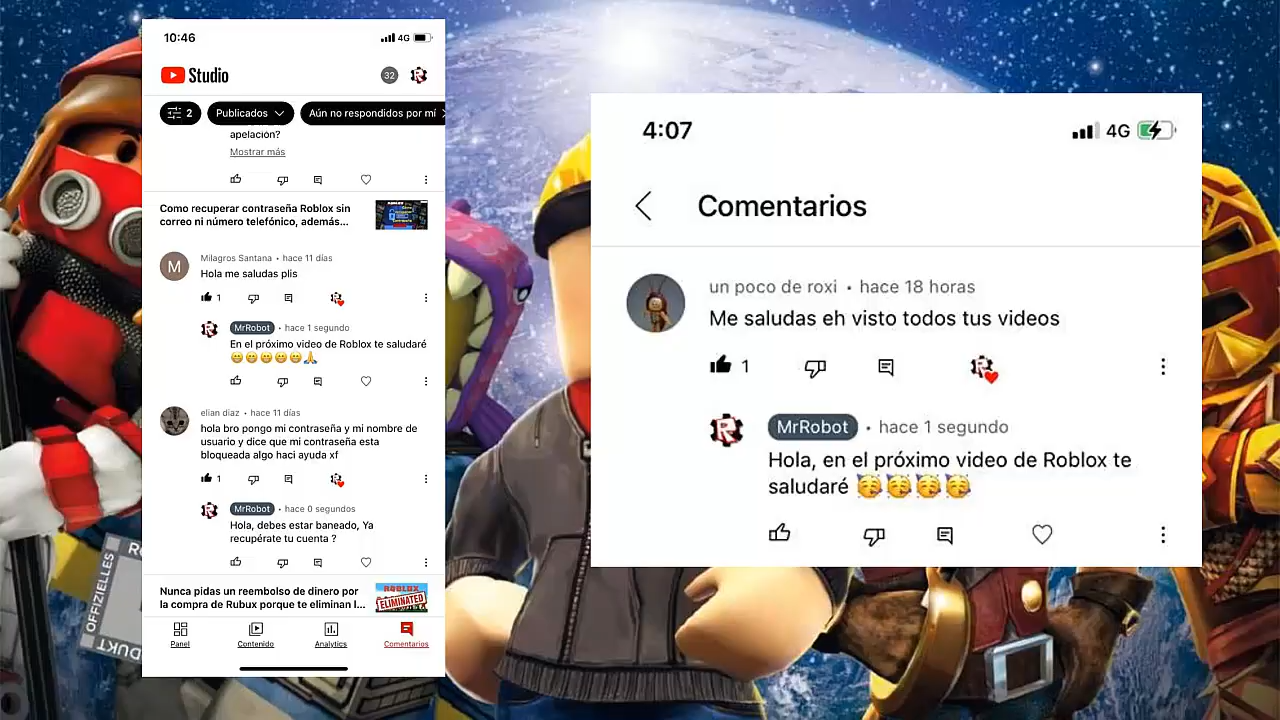 10:46
4G
Studio
32
2
Publicados
Aún no respondidos por mí
apelación?
Mostrar más
Como recuperar contraseña Roblox sin
correo ni número telefónico, además...
M
Milagros Santana • hace 11 días
Hola me saludas plis
1
MrRobot • hace 1 segundo
En el próximo video de Roblox te saludaré
😄😄😄😄😄🙏
elian diaz • hace 11 días
hola bro pongo mi contraseña y mi nombre de
usuario y dice que mi contraseña esta
bloqueada algo haci ayuda xf
1
MrRobot • hace 0 segundos
Hola, debes estar baneado, Ya
recupérate tu cuenta ?
Nunca pidas un reembolso de dinero por
la compra de Rubux porque te eliminan l...
ROBLOX
ELIMINATED
Panel
Contenido
Analytics
Comentarios
4:07
4G
Comentarios
un poco de roxi • hace 18 horas
Me saludas eh visto todos tus videos
1
MrRobot • hace 1 segundo
Hola, en el próximo video de Roblox te
saludaré 🥳🥳🥳🥳
OFFIZIELLES